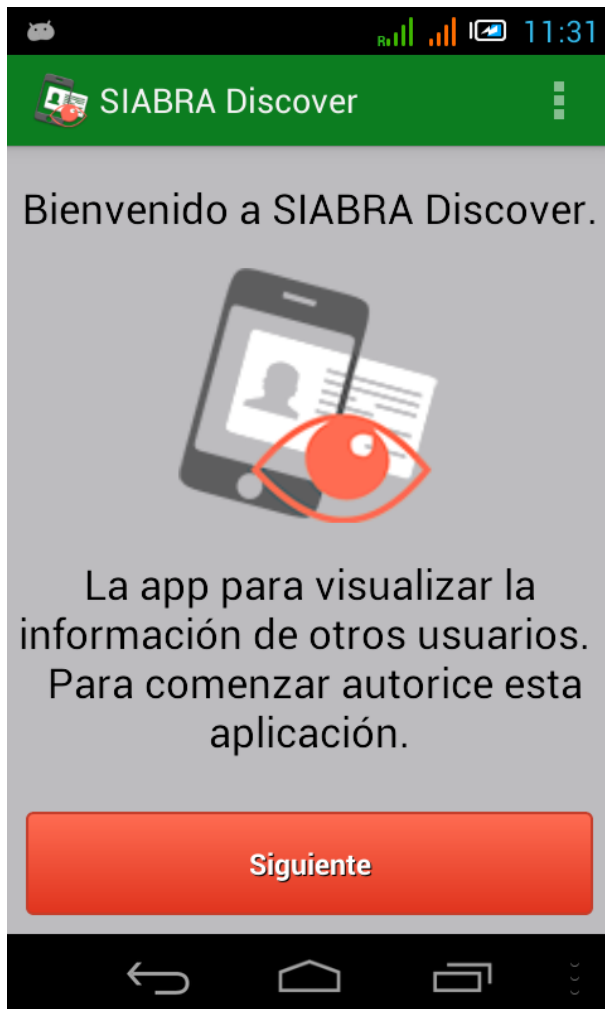 R
11:31
SIABRA Discover
Bienvenido a SIABRA Discover.
La app para visualizar la
información de otros usuarios.
Para comenzar autorice esta
aplicación.
Siguiente